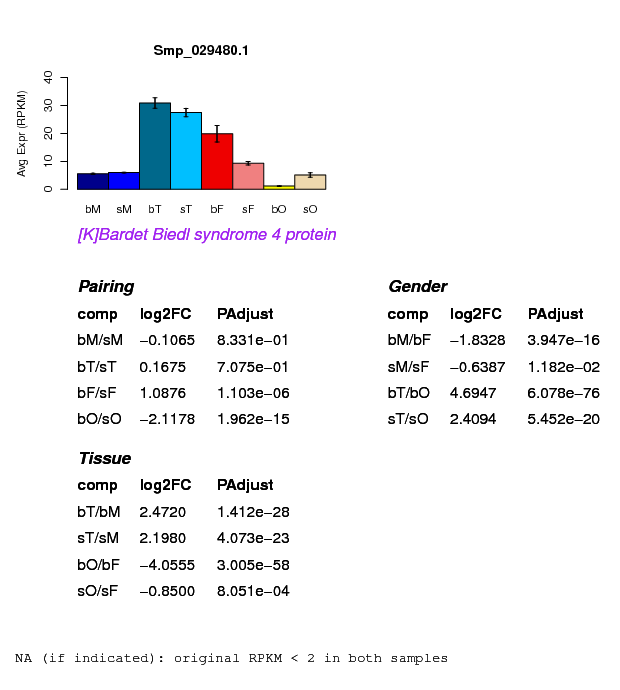 Smp_029480.1
Avg Expr (RPKM)
40
30
20
10
0
bM sM bT sT bF sF bO sO
[K]Bardet Biedl syndrome 4 protein
Pairing
comp log2FC PAdjust
bM/sM −0.1065 8.331e−01
bT/sT 0.1675 7.075e−01
bF/sF 1.0876 1.103e−06
bO/sO −2.1178 1.962e−15
Gender
comp log2FC PAdjust
bM/bF −1.8328 3.947e−16
sM/sF −0.6387 1.182e−02
bT/bO 4.6947 6.078e−76
sT/sO 2.4094 5.452e−20
Tissue
comp log2FC PAdjust
bT/bM 2.4720 1.412e−28
sT/sM 2.1980 4.073e−23
bO/bF −4.0555 3.005e−58
sO/sF −0.8500 8.051e−04
NA (if indicated): original RPKM < 2 in both samples